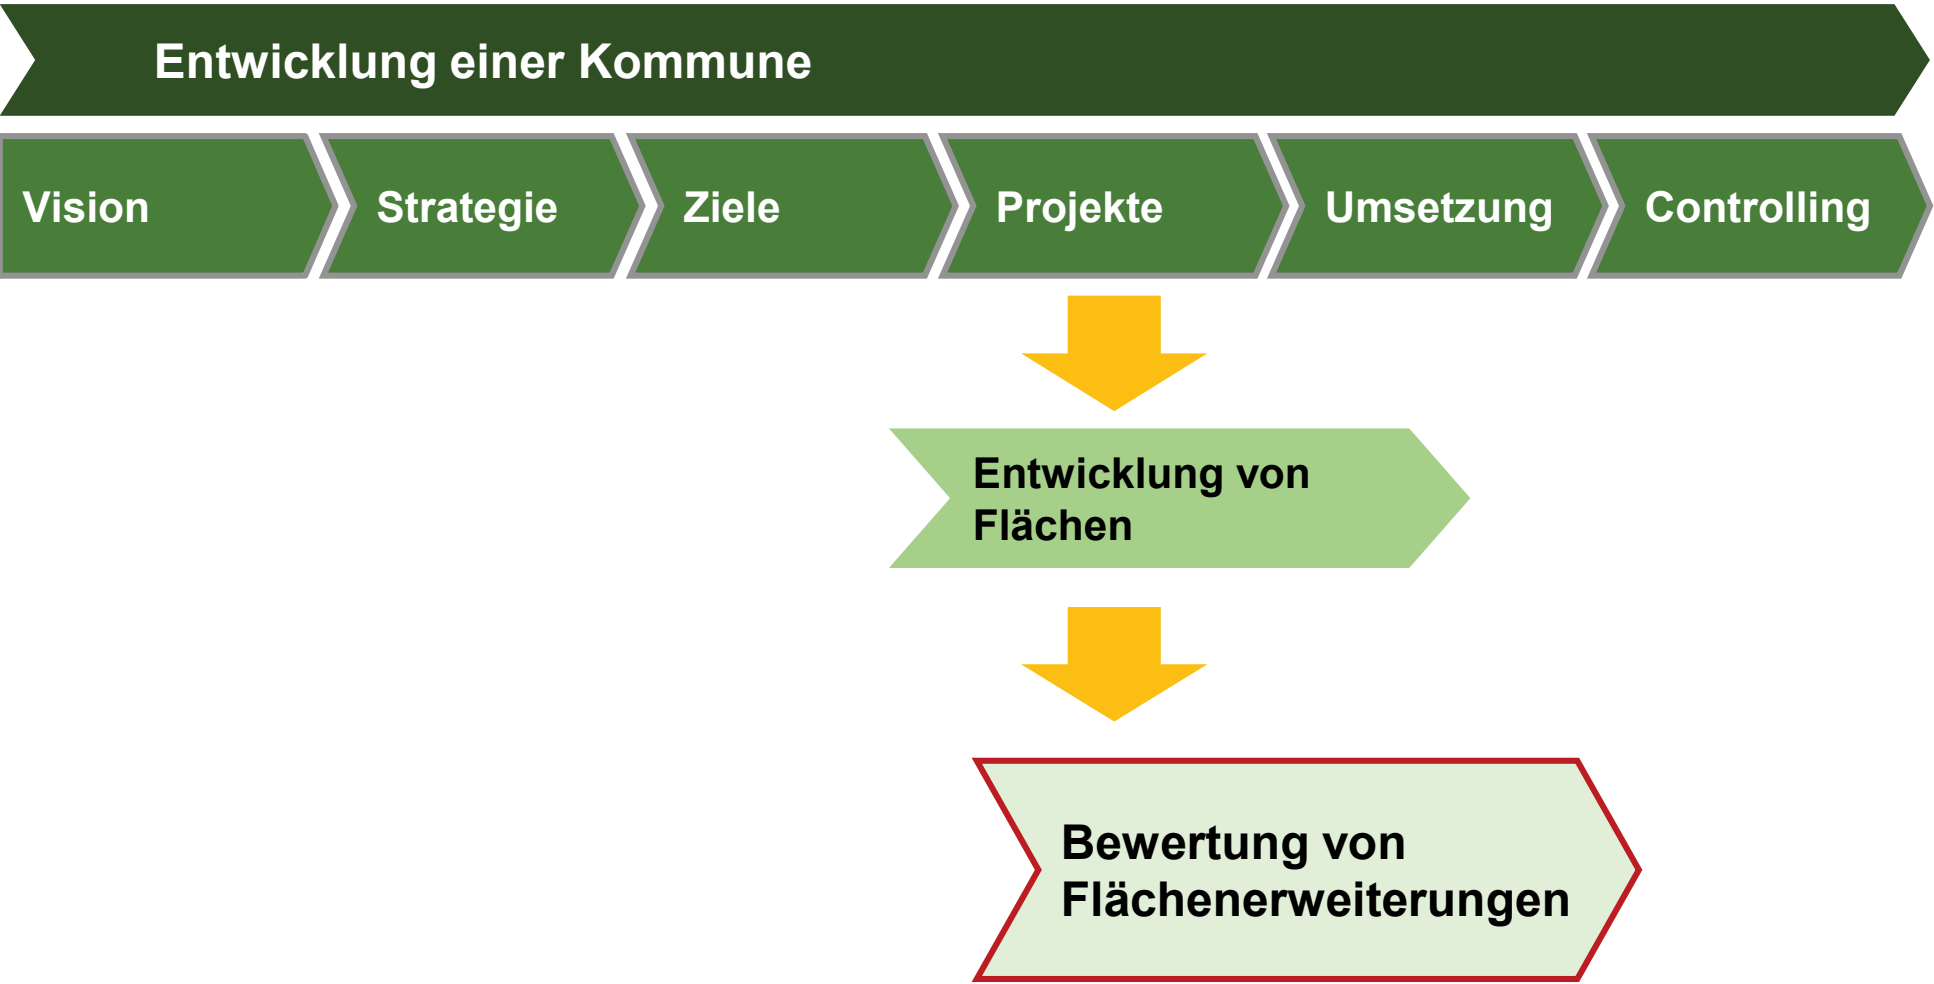 Entwicklung einer Kommune
Vision
Strategie
Ziele
Projekte
Umsetzung
Controlling
Entwicklung von
Flächen
Bewertung von
Flächenerweiterungen